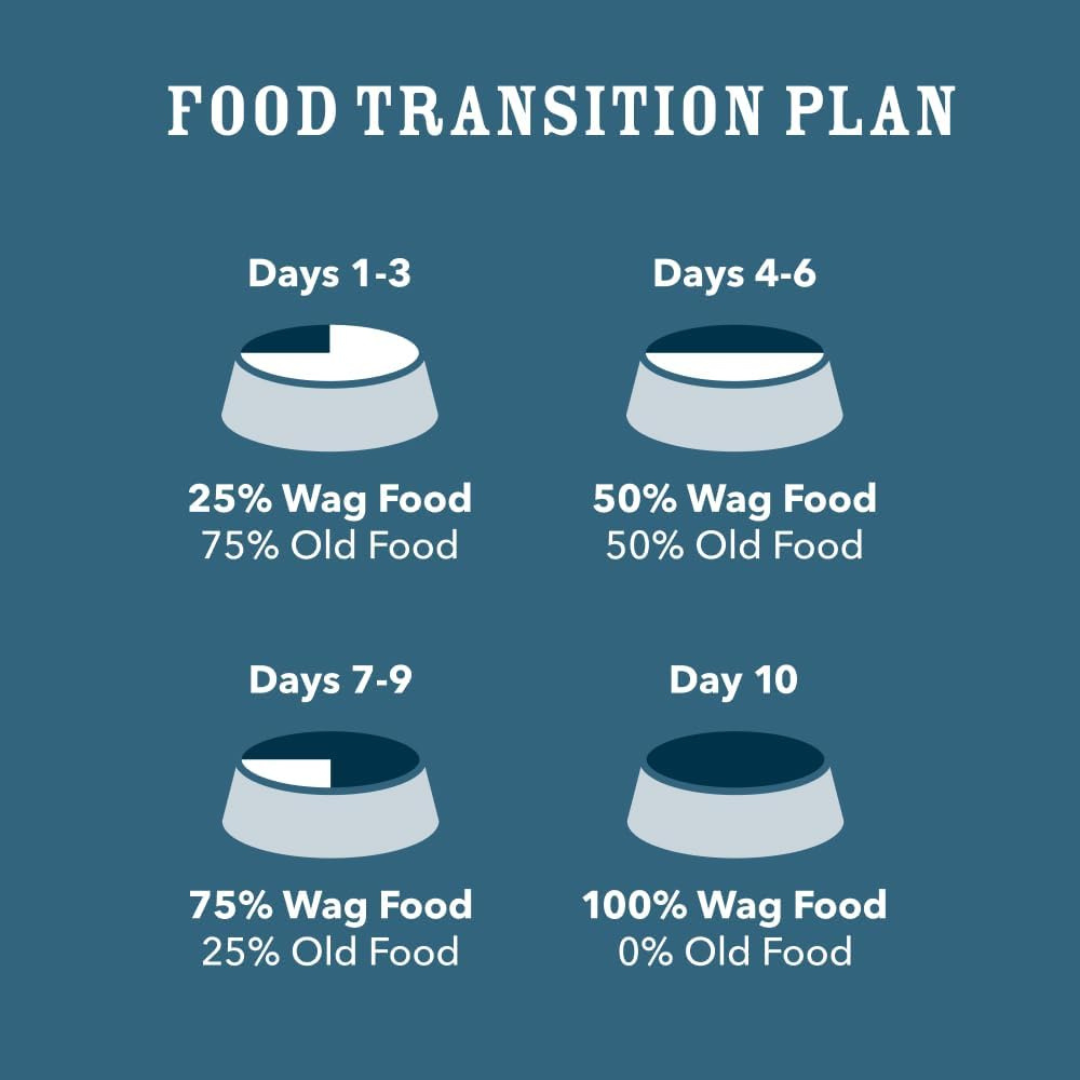 FOOD TRANSITION PLAN
Days 1-3
25% Wag Food
75% Old Food
Days 4-6
50% Wag Food
50% Old Food
Days 7-9
75% Wag Food
25% Old Food
Day 10
100% Wag Food
0% Old Food